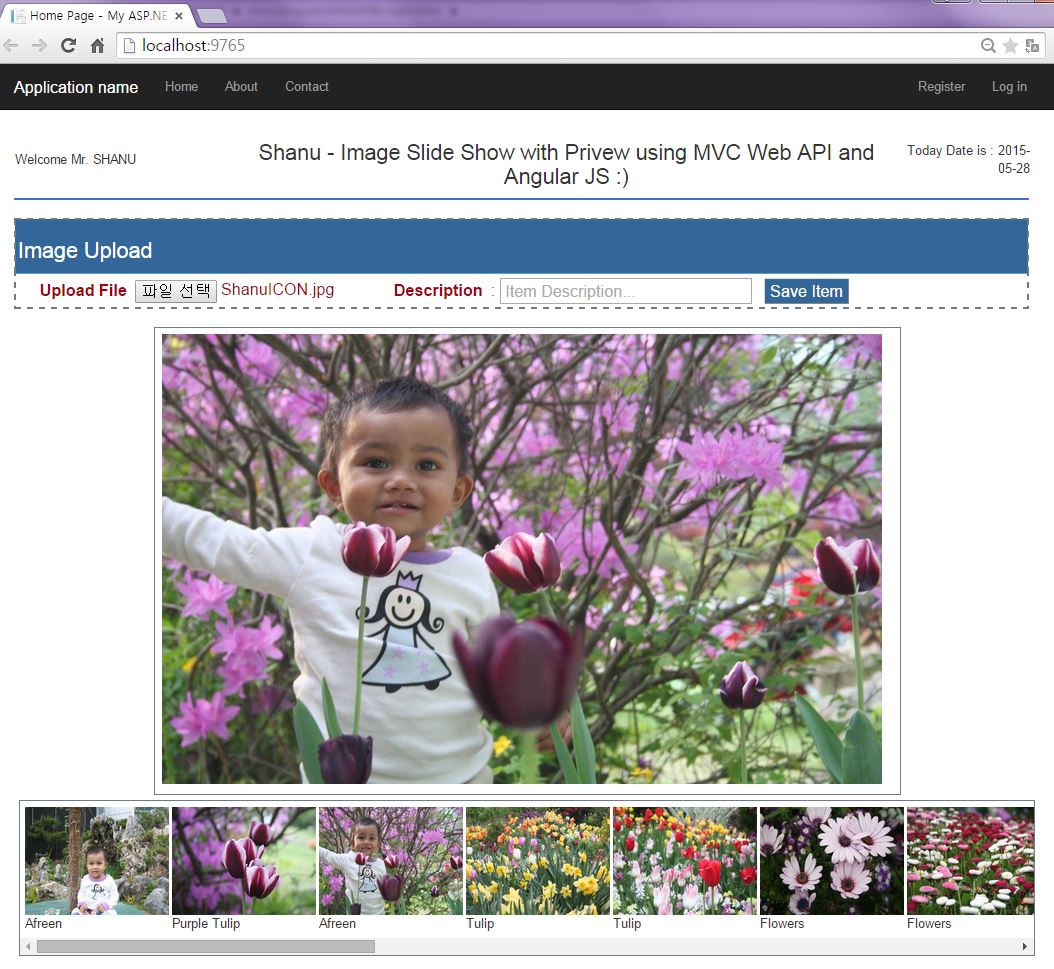 Home Page - My ASP.NE
localhost:9765
Application name Home About Contact Register Log in
Welcome Mr. SHANU
Shanu - Image Slide Show with Privew using MVC Web API and
Angular JS :)
Today Date is : 2015-
05-28
Image Upload
Upload File 파일 선택 ShanuICON.jpg Description : Item Description... Save Item
Afreen Purple Tulip Afreen Tulip Tulip Flowers Flowers